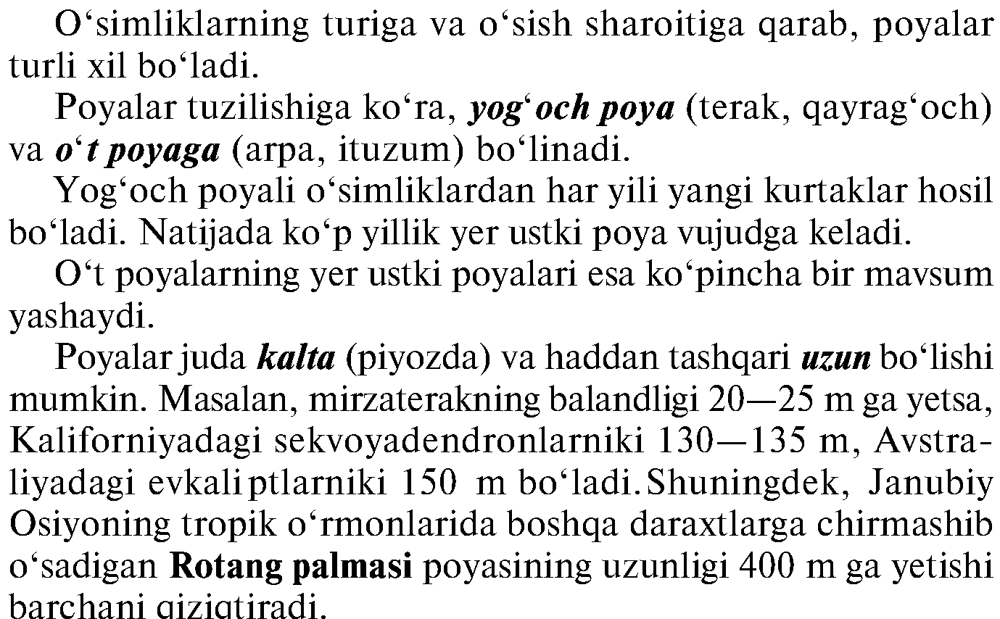 O‘simliklarning turiga va o‘sish sharoitiga qarab, poyalar
turli xil bo‘ladi.
Poyalar tuzilishiga ko‘ra, yog‘och poya (terak, qayrag‘och)
va o‘t poyaga (arpa, ituzum) bo‘linadi.
Yog‘och poyali o‘simliklardan har yili yangi kurtaklar hosil
bo‘ladi. Natijada ko‘p yillik yer ustki poya vujudga keladi.
O‘t poyalarning yer ustki poyalari esa ko‘pincha bir mavsum
yashaydi.
Poyalar juda kalta (piyozda) va haddan tashqari uzun bo‘lishi
mumkin. Masalan, mirzaterakning balandligi 20—25 m ga yetsa,
Kaliforniyadagi sekvoyadendronlarniki 130—135 m, Avstra-
liyadagi evkaliptlarniki 150 m bo‘ladi. Shuningdek, Janubiy
Osiyoning tropik o‘rmonlarida boshqa daraxtlarga chirmashib
o‘sadigan Rotang palmasi poyasining uzunligi 400 m ga yetishi
barchani qiziqtiradi.